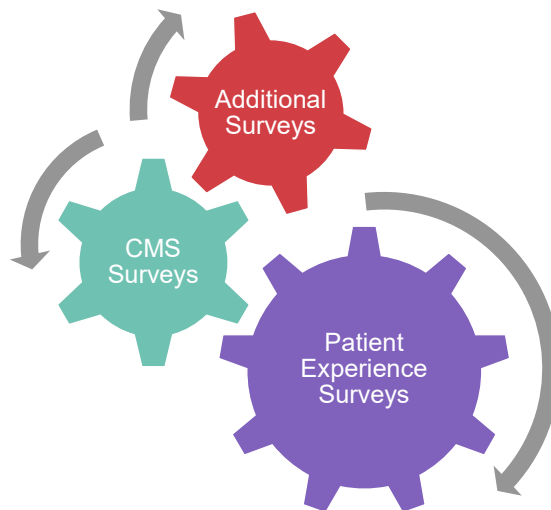 Additional
Surveys
CMS
Surveys
Patient
Experience
Surveys